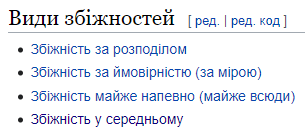 Види збіжностей [ ред. | ред. код ]
Збіжність за розподілом
Збіжність за ймовірністю (за мірою)
Збіжність майже напевно (майже всюди)
Збіжність у середньому